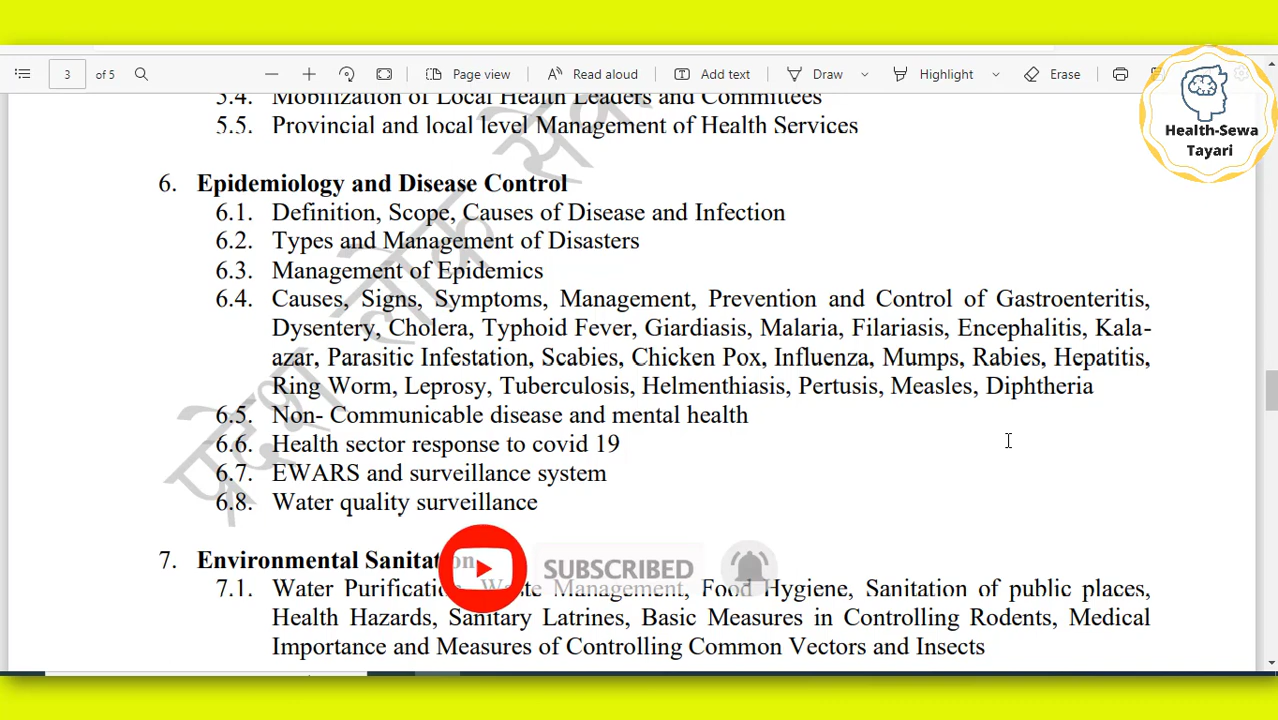 3 of 5 Page view Read aloud Add text Draw Highlight Erase
Health-Sewa
Tayari
5.4. Mobilization of Local Health Leaders and Committees
5.5. Provincial and local level Management of Health Services
6. Epidemiology and Disease Control
6.1. Definition, Scope, Causes of Disease and Infection
6.2. Types and Management of Disasters
6.3. Management of Epidemics
6.4. Causes, Signs, Symptoms, Management, Prevention and Control of Gastroenteritis,
Dysentery, Cholera, Typhoid Fever, Giardiasis, Malaria, Filariasis, Encephalitis, Kala-
azar, Parasitic Infestation, Scabies, Chicken Pox, Influenza, Mumps, Rabies, Hepatitis,
Ring Worm, Leprosy, Tuberculosis, Helmenthiasis, Pertusis, Measles, Diphtheria
6.5. Non- Communicable disease and mental health
6.6. Health sector response to covid 19
6.7. EWARS and surveillance system
6.8. Water quality surveillance
प्रदेश लोक सेव
7. Environmental Sanitation
SUBSCRIBED
7.1. Water Purification, Waste Management, Food Hygiene, Sanitation of public places,
Health Hazards, Sanitary Latrines, Basic Measures in Controlling Rodents, Medical
Importance and Measures of Controlling Common Vectors and Insects